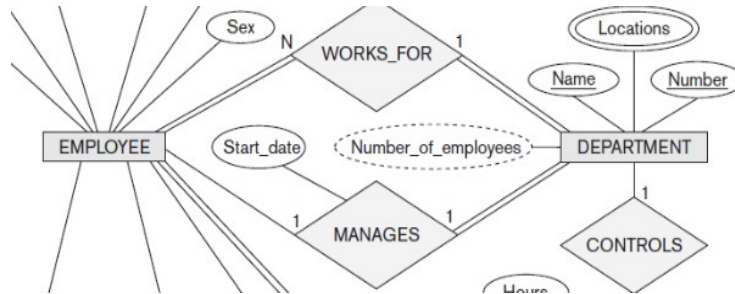 Sex
Locations
N
WORKS_FOR
1
Name
Number
EMPLOYEE
Start_date
Number_of_employees
DEPARTMENT
1
MANAGES
1
1
CONTROLS
Hours